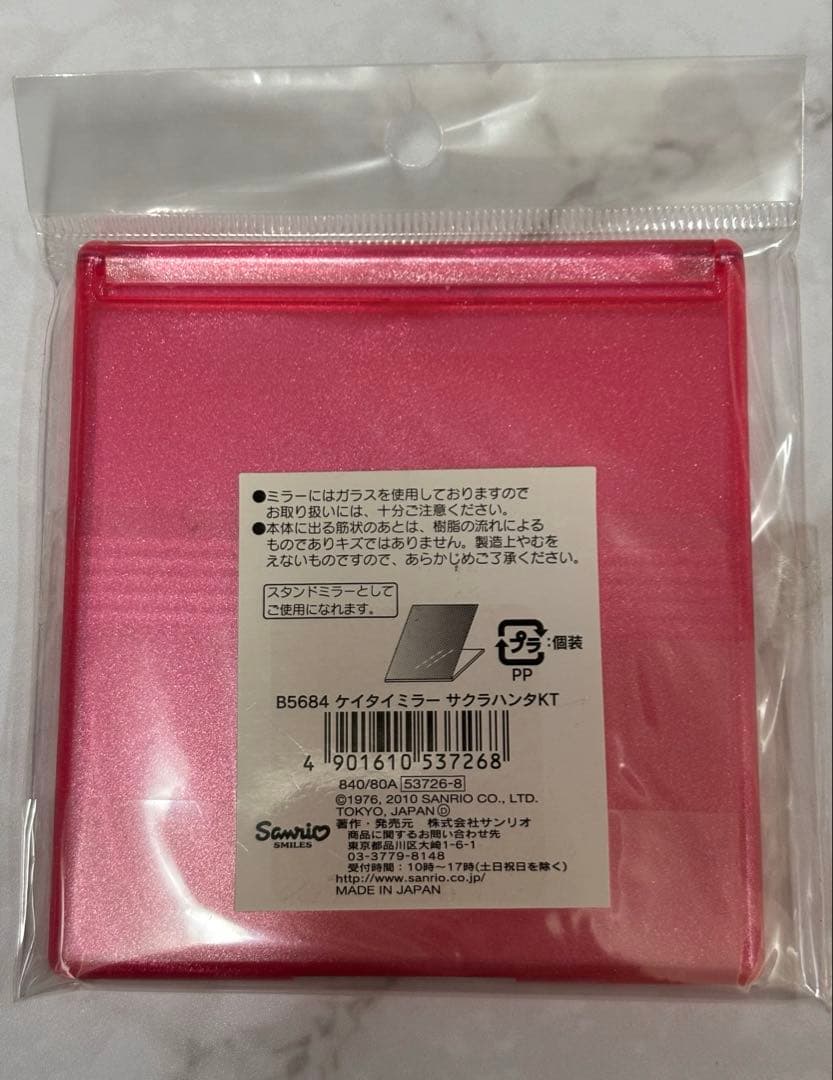 ●ミラーにはガラスを使用しておりますので
お取り扱いには、十分ご注意ください。
●本体に出る筋状のあとは、樹脂の流れによる
ものでありキズではありません。製造上やむを
えないものですので、あらかじめご了承ください。
スタンドミラーとして
ご使用になれます。
プラ:個装
PP
B5684 ケイタイミラー サクラハンタKT
4 901610 537268
840/80A 53726-8
©1976, 2010 SANRIO CO., LTD.
TOKYO, JAPAN Ⓓ
Sanrio
SMILES
著作・発売元 株式会社サンリオ
商品に関するお問い合わせ先
東京都品川区大崎1-6-1
03-3779-8148
受付時間:10時〜17時(土日祝日を除く)
http://www.sanrio.co.jp/
MADE IN JAPAN